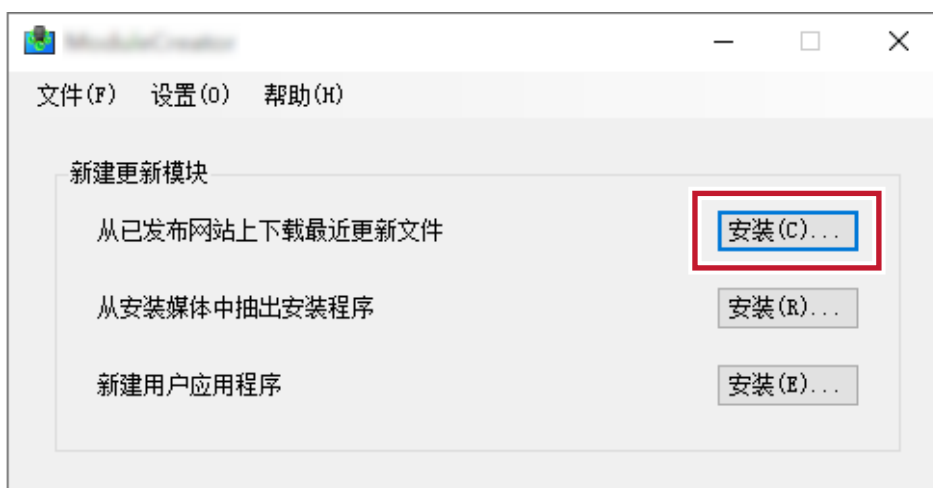 文件(F) 设置(O) 帮助(H)
新建更新模块
从已发布网站上下载最近更新文件 安装(C)...
从安装媒体中抽出安装程序 安装(R)...
新建用户应用程序 安装(E)...